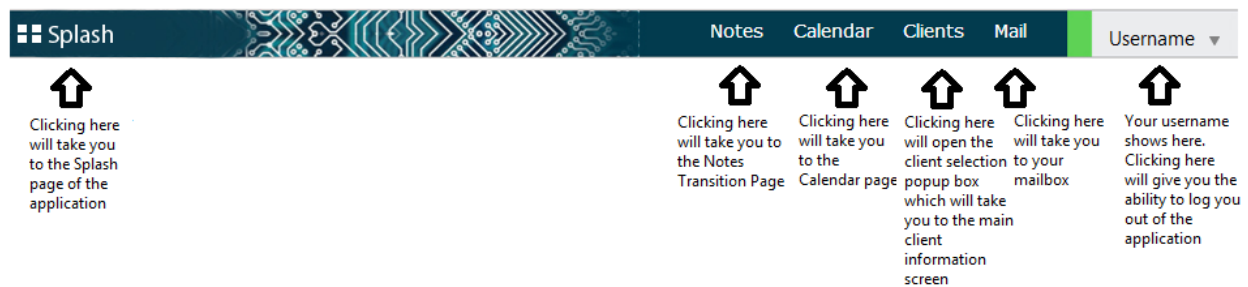 Splash
Notes
Calendar
Clients
Mail
Username
Clicking here
will take you
to the Splash
page of the
application
Clicking here
will take you to
the Notes
Transition Page
Clicking here
will take you
to the
Calendar page
Clicking here
will open the
client selection
popup box
which will take
you to the main
client
information
screen
Clicking here
will take you
to your
mailbox
Your username
shows here.
Clicking here
will give you the
ability to log you
out of the
application